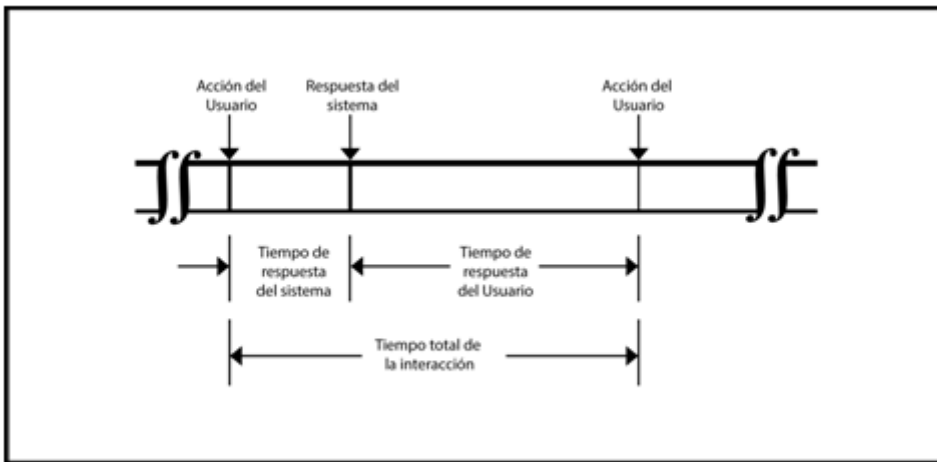 Acción del
Usuario
Respuesta del
sistema
Acción del
Usuario
Tiempo de
respuesta
del sistema
Tiempo de
respuesta
del Usuario
Tiempo total de
la interacción